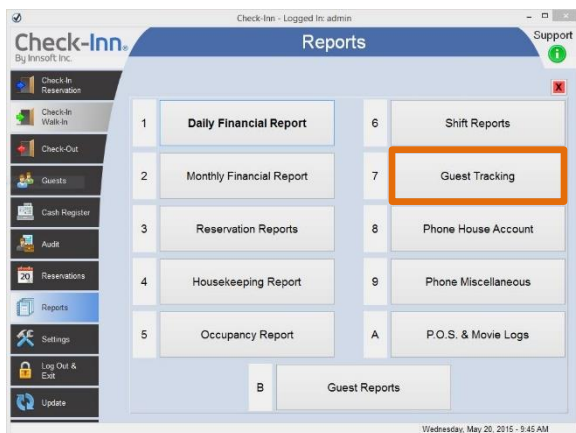 Check-Inn - Logged In: admin
Check-Inn®
By Innsoft Inc.
Reports
Support
i
X
Check-In
Reservation
Check-In
Walk-In
Check-Out
Guests
Cash Register
Audit
20
Reservations
Reports
Settings
Log Out &
Exit
Update
1 Daily Financial Report
6 Shift Reports
2 Monthly Financial Report
7 Guest Tracking
3 Reservation Reports
8 Phone House Account
4 Housekeeping Report
9 Phone Miscellaneous
5 Occupancy Report
A P.O.S. & Movie Logs
B Guest Reports
Wednesday, May 20, 2015 - 9:45 AM